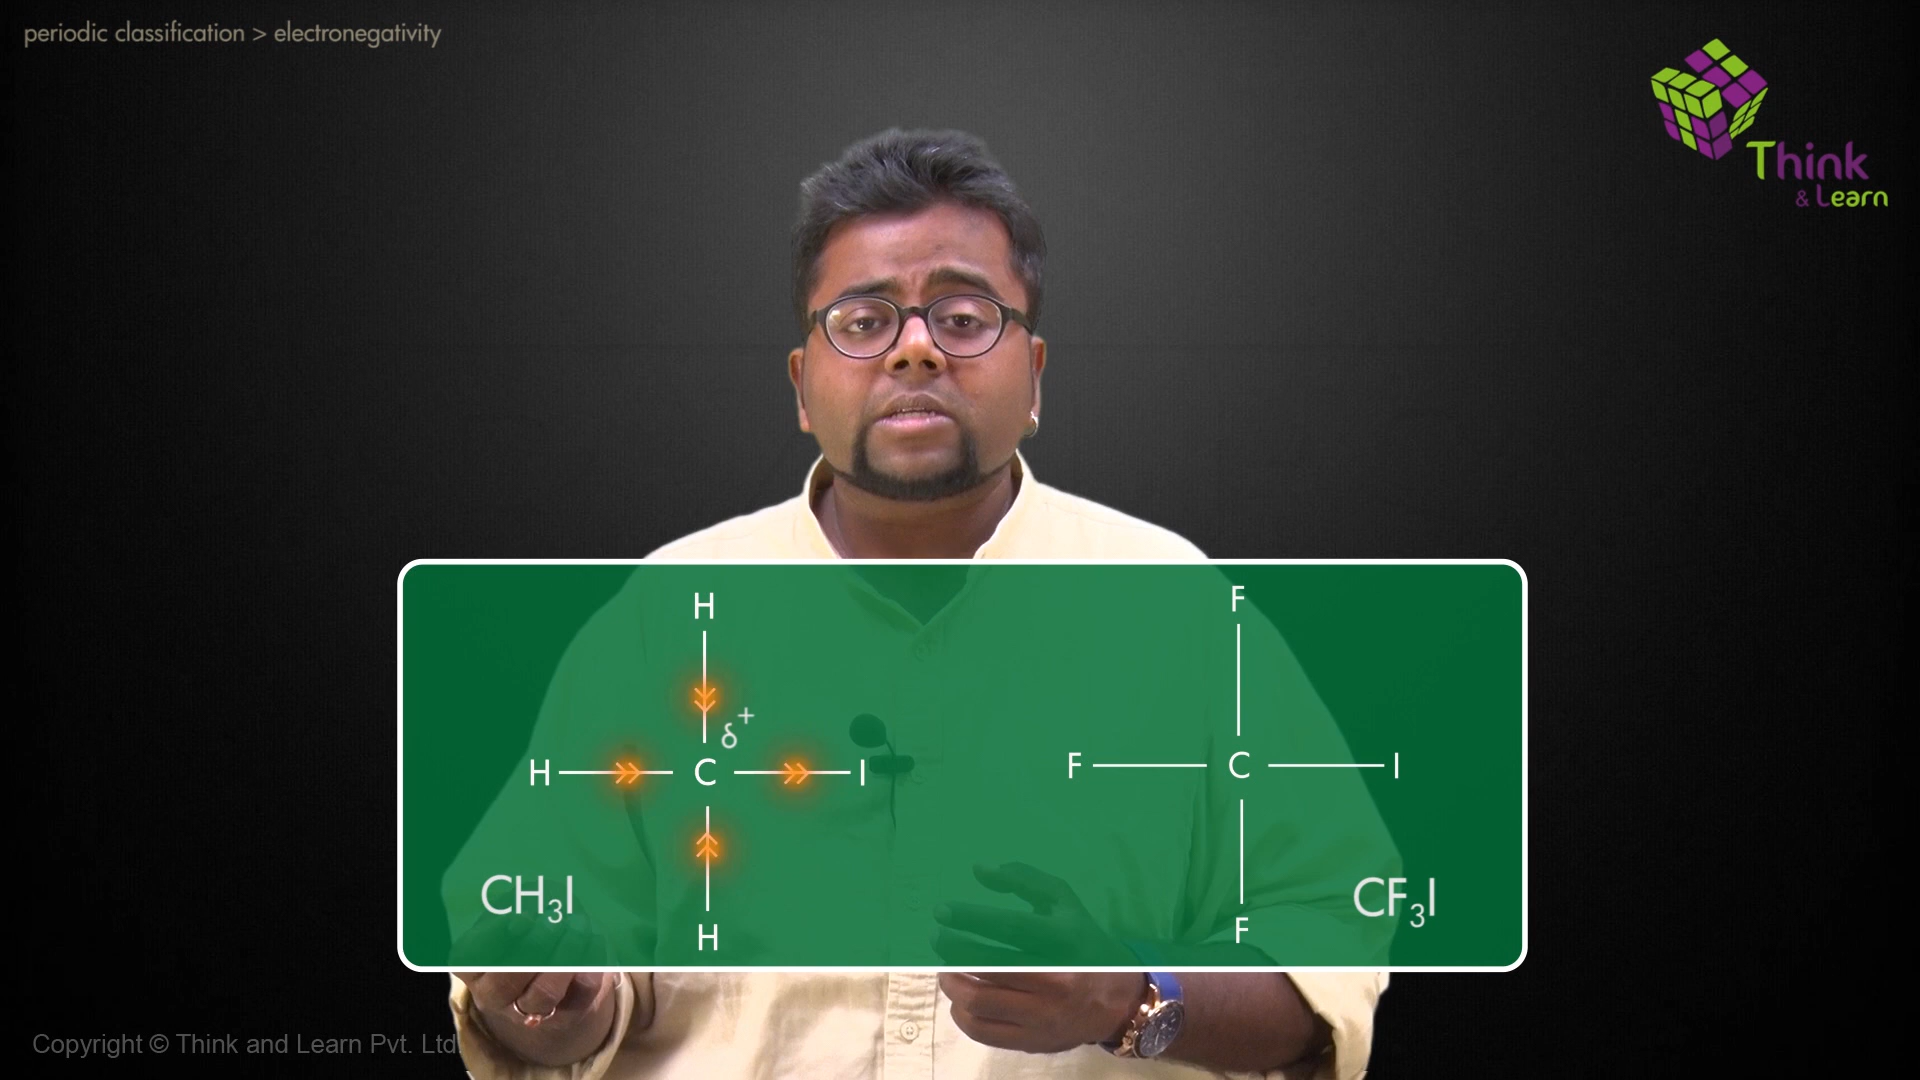 periodic classification > electronegativity
Think
& Learn
H
F
δ+
H C I
F C I
CH3I
CF3I
H
F
Copyright © Think and Learn Pvt. Ltd.